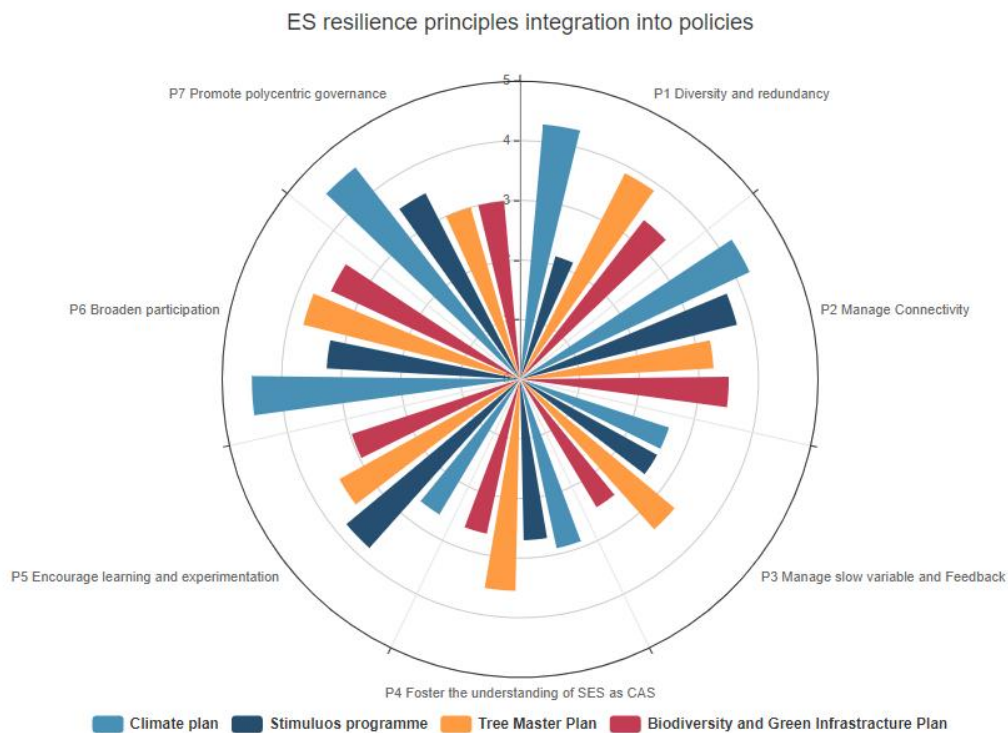 ES resilience principles integration into policies
5
P7 Promote polycentric governance
P1 Diversity and redundancy
4
3
P6 Broaden participation
P2 Manage Connectivity
P5 Encourage learning and experimentation
P3 Manage slow variable and Feedback
P4 Foster the understanding of SES as CAS
Climate plan
Stimuluos programme
Tree Master Plan
Biodiversity and Green Infrastracture Plan